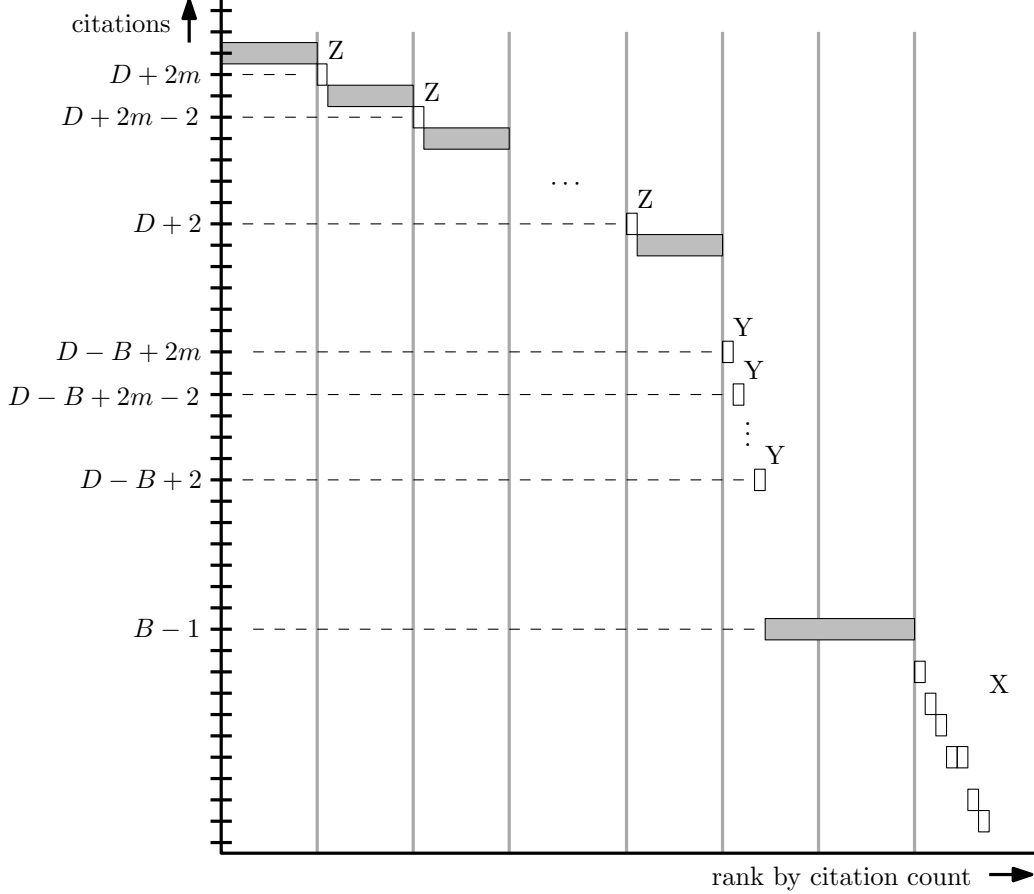 citations
Z
D + 2m
Z
D + 2m − 2
. . .
Z
D + 2
Y
D − B + 2m
Y
D − B + 2m − 2
⋮
Y
D − B + 2
B − 1
X
rank by citation count